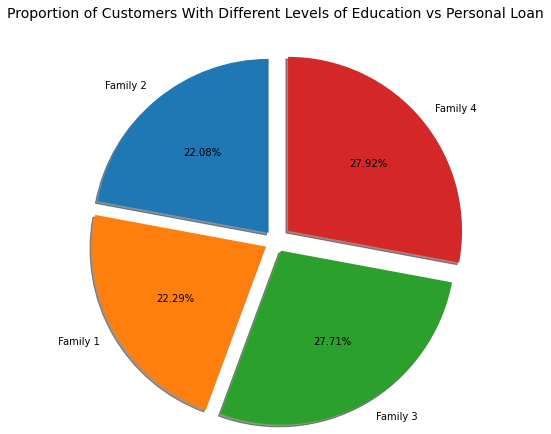 Proportion of Customers With Different Levels of Education vs Personal Loan
Family 2
Family 4
22.08%
27.92%
22.29%
27.71%
Family 1
Family 3